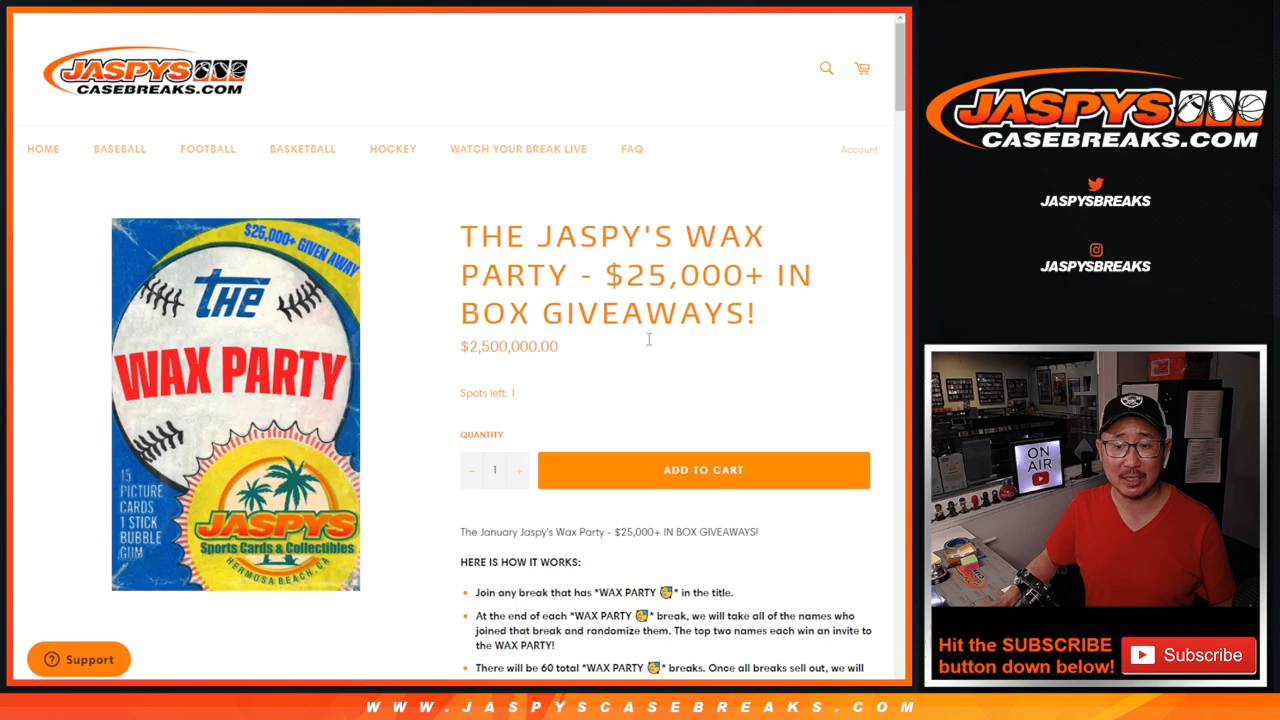 JASPYS
CASEBREAKS.COM
HOME
BASEBALL
FOOTBALL
BASKETBALL
HOCKEY
WATCH YOUR BREAK LIVE
FAQ
Account
$25,000+ GIVEN AWAY
THE
WAX PARTY
15
PICTURE
CARDS
1 STICK
BUBBLE
GUM
JASPYS
Sports Cards & Collectibles
HERMOSA BEACH, CA
THE JASPY'S WAX
PARTY - $25,000+ IN
BOX GIVEAWAYS!
$2,500,000.00
Spots left: 1
QUANTITY
− 1 +
ADD TO CART
The January Jaspy's Wax Party - $25,000+ IN BOX GIVEAWAYS!
HERE IS HOW IT WORKS:
Join any break that has *WAX PARTY * in the title.
At the end of each *WAX PARTY * break, we will take all of the names who
joined that break and randomize them. The top two names each win an invite to
the WAX PARTY!
There will be 60 total *WAX PARTY * breaks. Once all breaks sell out, we will
Support
JASPYS
CASEBREAKS.COM
JASPYSBREAKS
JASPYSBREAKS
ON
AIR
Hit the SUBSCRIBE
button down below!
Subscribe
WWW.JASPYSCASEBREAKS.COM